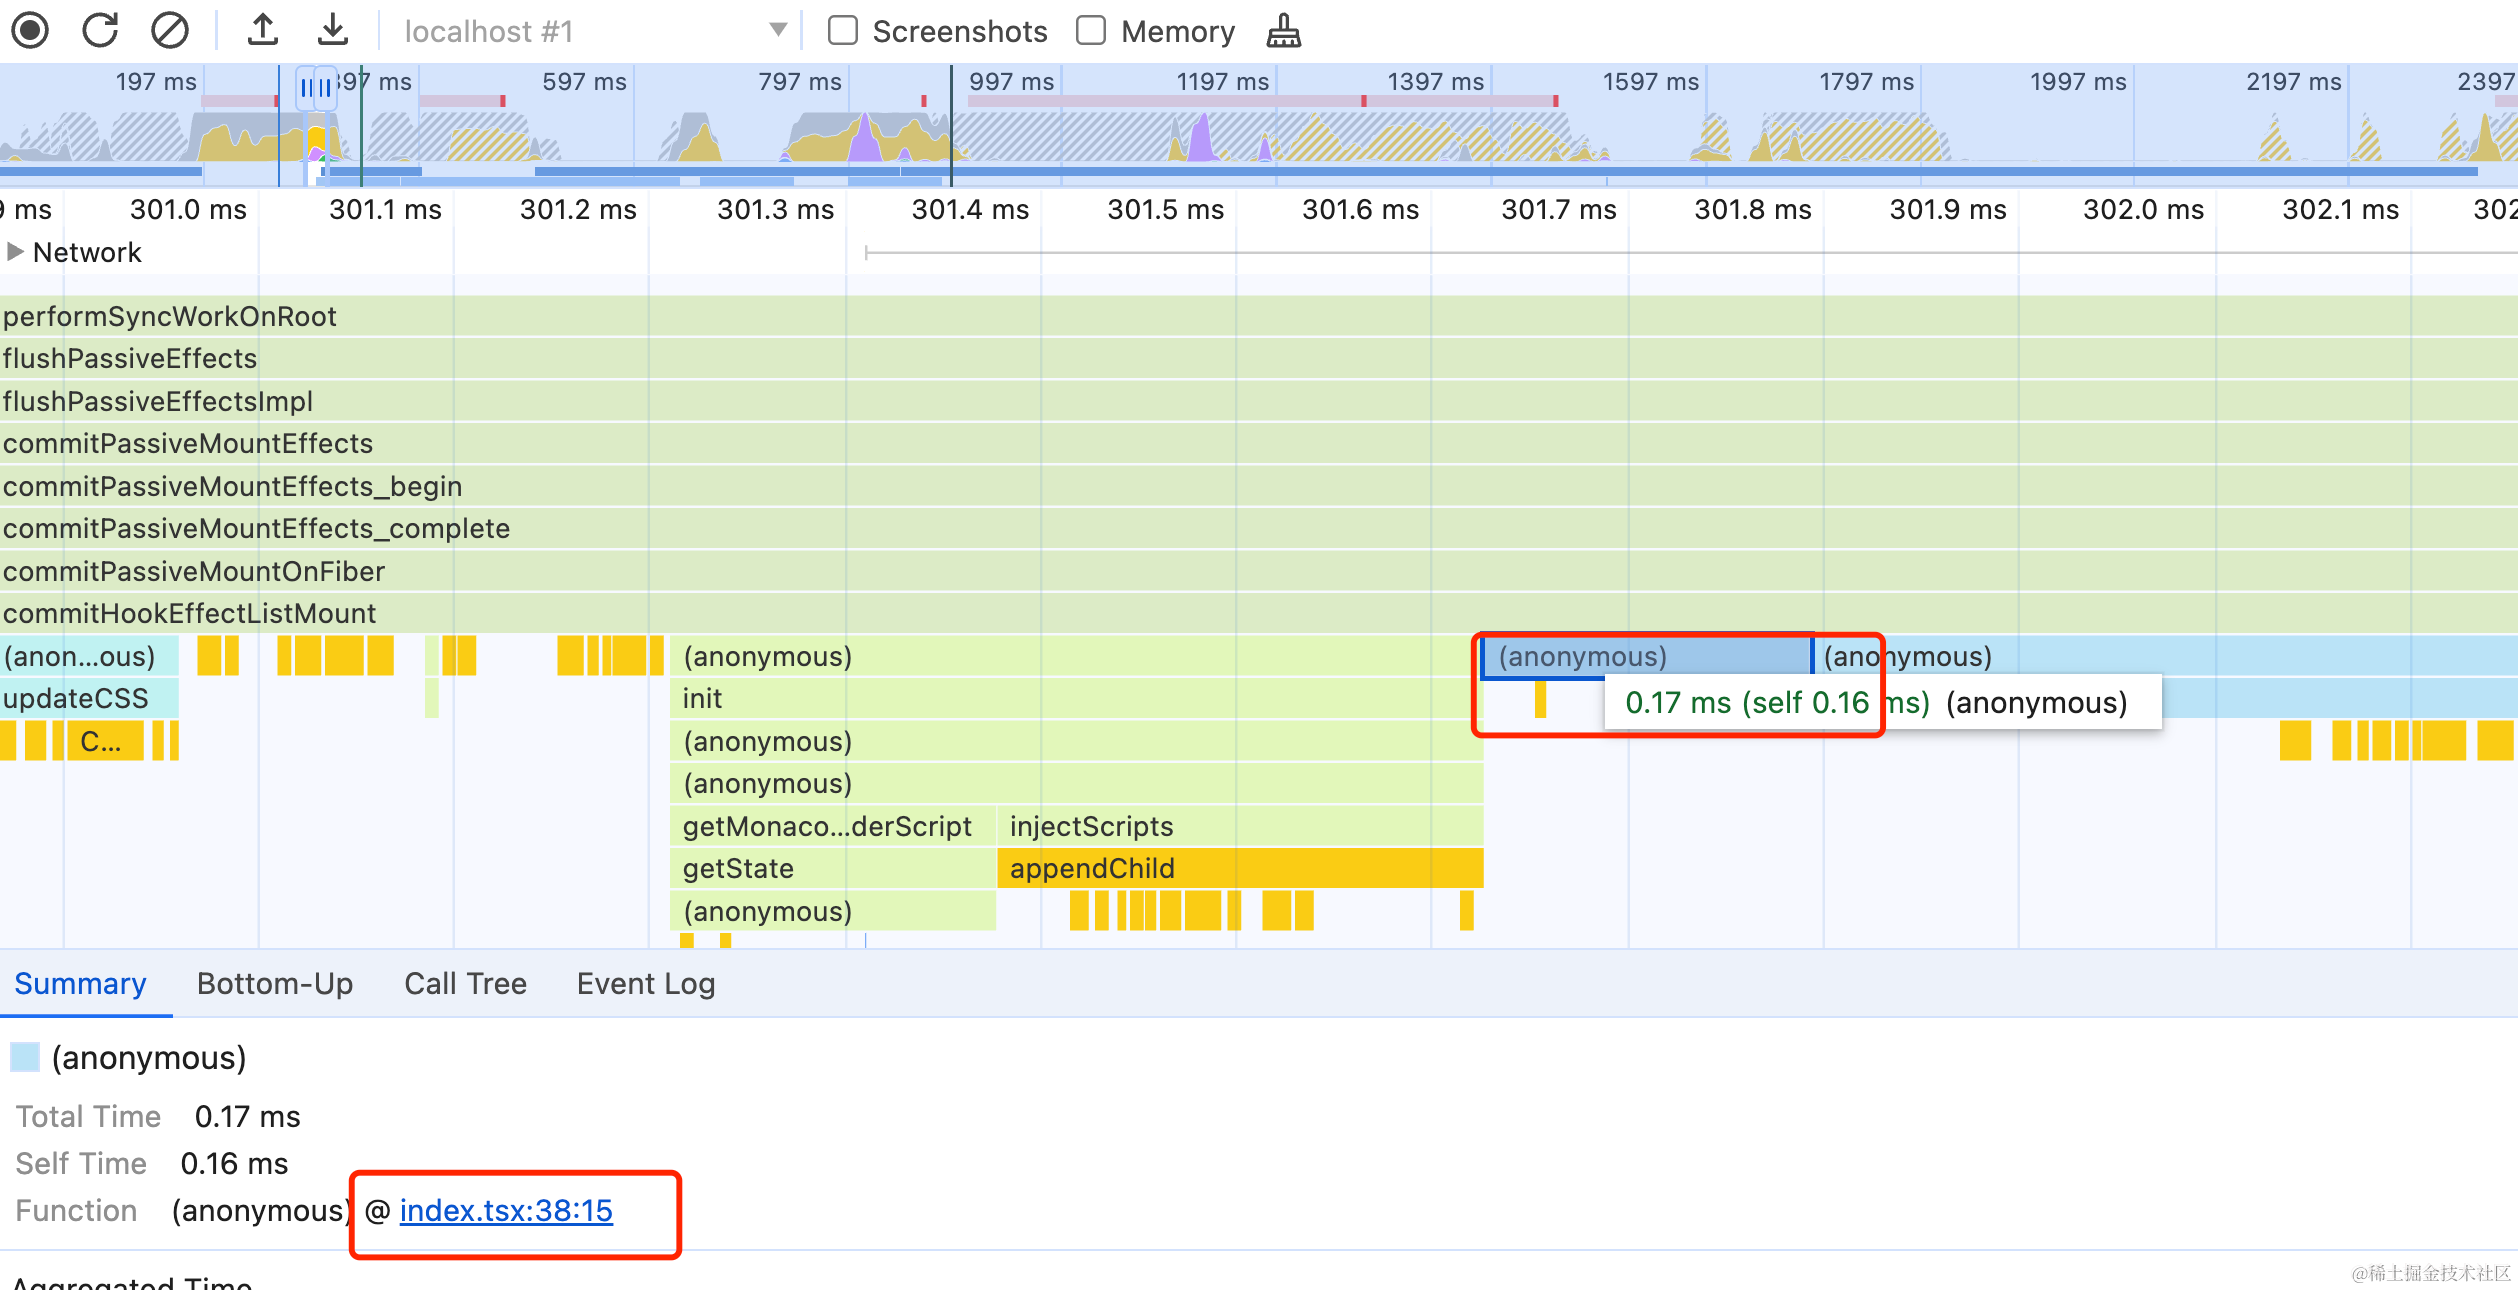 localhost #1 Screenshots Memory
197 ms 397 ms 597 ms 797 ms 997 ms 1197 ms 1397 ms 1597 ms 1797 ms 1997 ms 2197 ms 2397
9 ms 301.0 ms 301.1 ms 301.2 ms 301.3 ms 301.4 ms 301.5 ms 301.6 ms 301.7 ms 301.8 ms 301.9 ms 302.0 ms 302.1 ms 302
Network
performSyncWorkOnRoot
flushPassiveEffects
flushPassiveEffectsImpl
commitPassiveMountEffects
commitPassiveMountEffects_begin
commitPassiveMountEffects_complete
commitPassiveMountOnFiber
commitHookEffectListMount
(anon...ous) (anonymous) (anonymous) (anonymous)
updateCSS init 0.17 ms (self 0.16 ms) (anonymous)
C... (anonymous)
(anonymous)
getMonaco...derScript injectScripts
getState appendChild
(anonymous)
Summary Bottom-Up Call Tree Event Log
(anonymous)
Total Time 0.17 ms
Self Time 0.16 ms
Function (anonymous) @ index.tsx:38:15
Aggregated Time
@稀土掘金技术社区